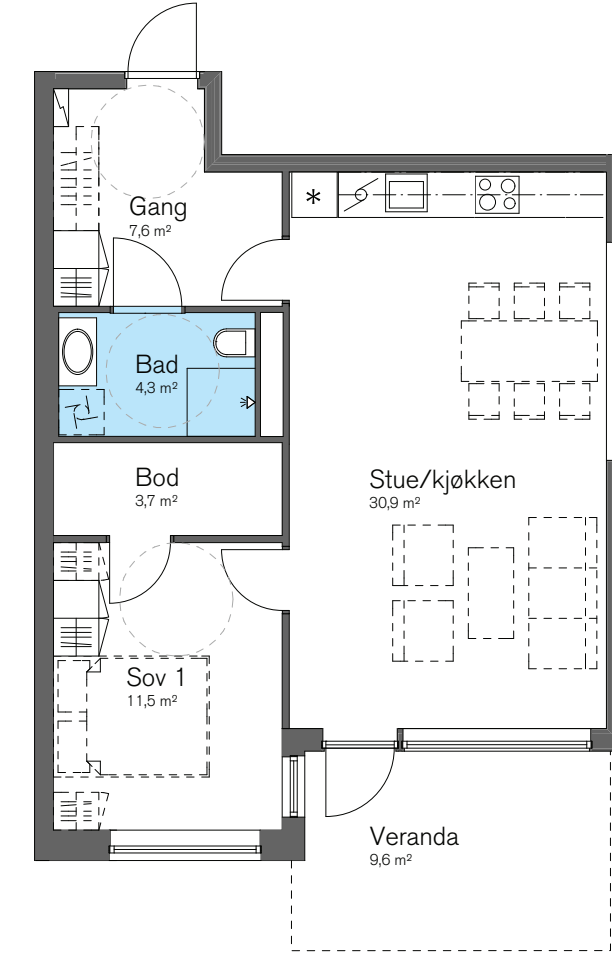 Gang
7,6 m²
Bad
4,3 m²
Bod
3,7 m²
Stue/kjøkken
30,9 m²
Sov 1
11,5 m²
Veranda
9,6 m²